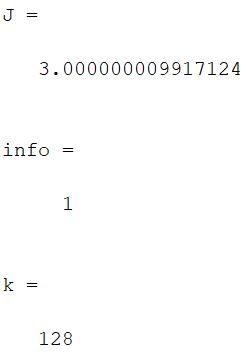 J =
3.000000009917124
info =
1
k =
128